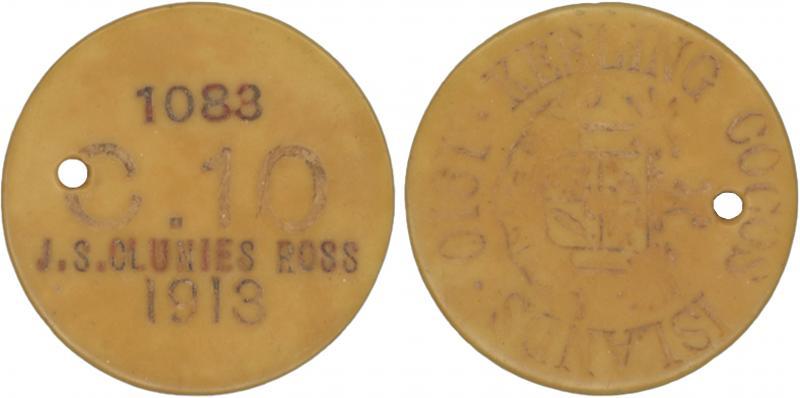 1083
C.10
J.S.CLUNIES ROSS
1913
KEELING COCOS ISLANDS · 1910 ·